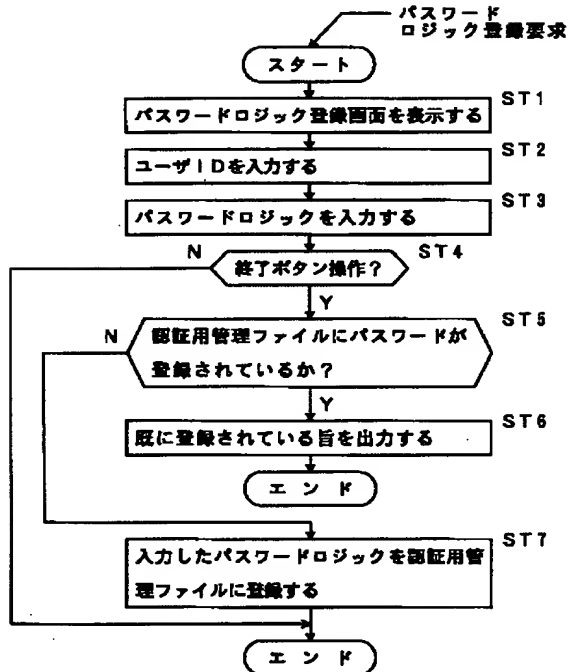 パスワード
ロジック登録要求
スタート
ST1
パスワードロジック登録画面を表示する
ST2
ユーザIDを入力する
ST3
パスワードロジックを入力する
N
ST4
終了ボタン操作？
Y
ST5
N
認証用管理ファイルにパスワードが
登録されているか？
Y
ST6
既に登録されている旨を出力する
エンド
ST7
入力したパスワードロジックを認証用管
理ファイルに登録する
エンド